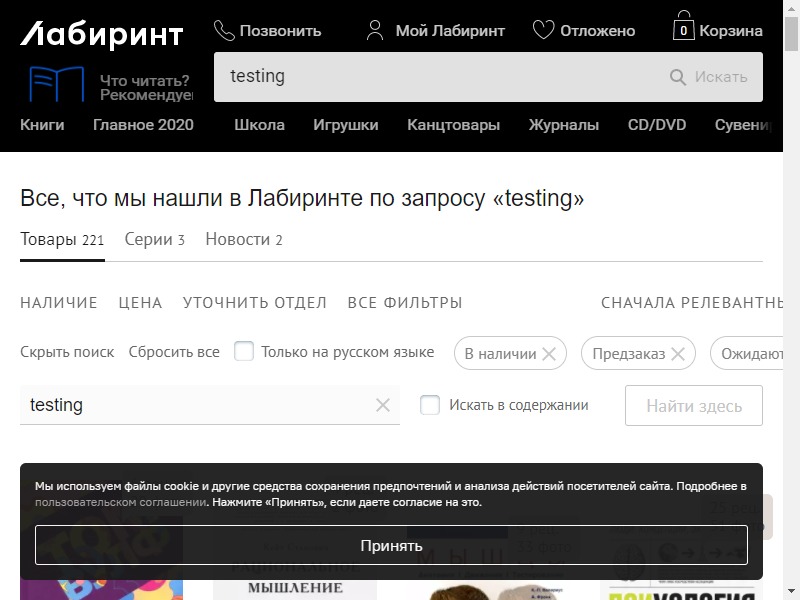 Лабиринт
Позвонить
Мой Лабиринт
Отложено
0
Корзина
Что читать?
Рекомендуе
testing
Искать
Книги
Главное 2020
Школа
Игрушки
Канцтовары
Журналы
CD/DVD
Сувени
Все, что мы нашли в Лабиринте по запросу «testing»
Товары 221
Серии 3
Новости 2
НАЛИЧИЕ
ЦЕНА
УТОЧНИТЬ ОТДЕЛ
ВСЕ ФИЛЬТРЫ
СНАЧАЛА РЕЛЕВАНТНЫ
Скрыть поиск
Сбросить все
Только на русском языке
В наличии
Предзаказ
Ожидают
testing
Искать в содержании
Найти здесь
Мы используем файлы cookie и другие средства сохранения предпочтений и анализа действий посетителей сайта. Подробнее в
пользовательском соглашении. Нажмите «Принять», если даете согласие на это.
Принять
РАЦИОНАЛЬНОЕ
МЫШЛЕНИЕ